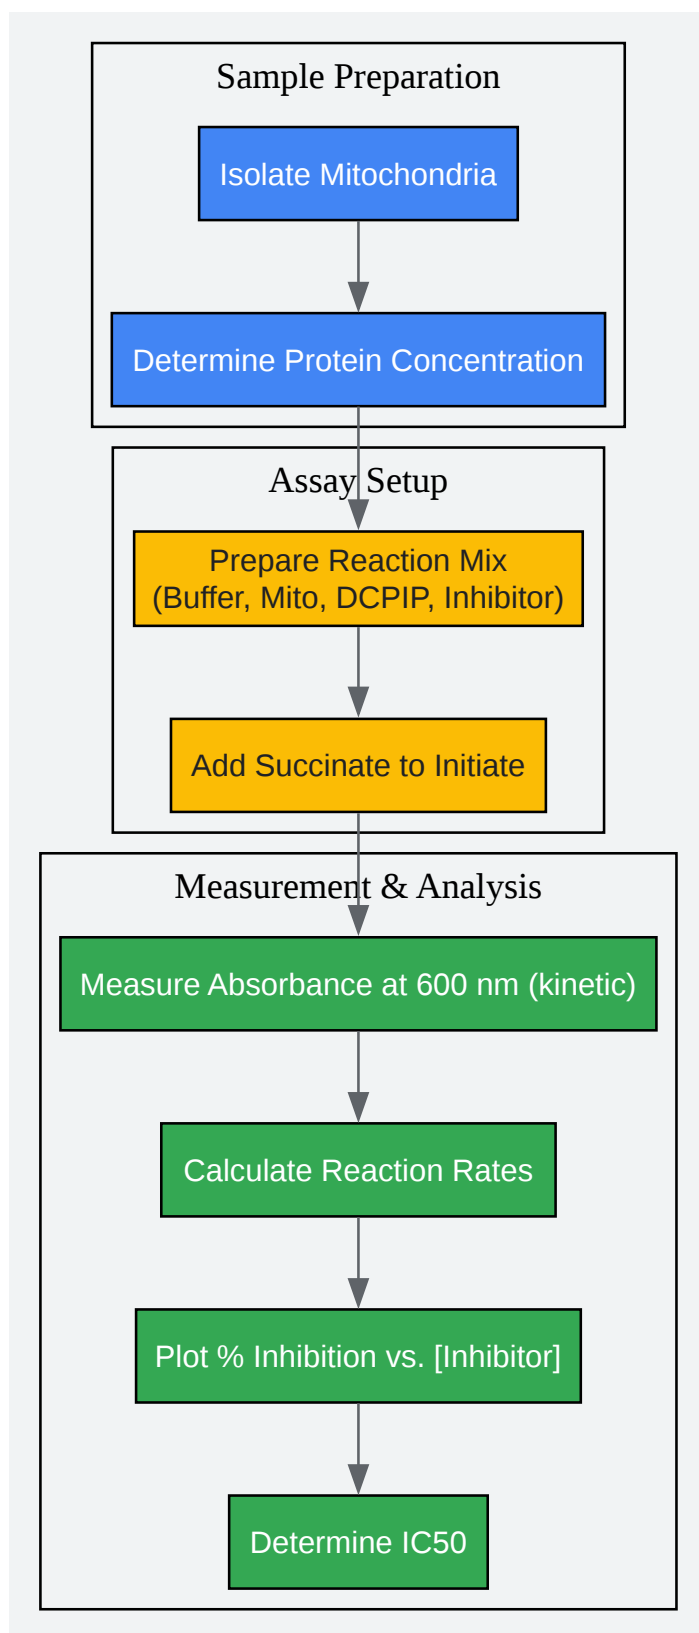 Sample Preparation
Isolate Mitochondria
Determine Protein Concentration
Assay Setup
Prepare Reaction Mix
(Buffer, Mito, DCPIP, Inhibitor)
Add Succinate to Initiate
Measurement & Analysis
Measure Absorbance at 600 nm (kinetic)
Calculate Reaction Rates
Plot % Inhibition vs. [Inhibitor]
Determine IC50